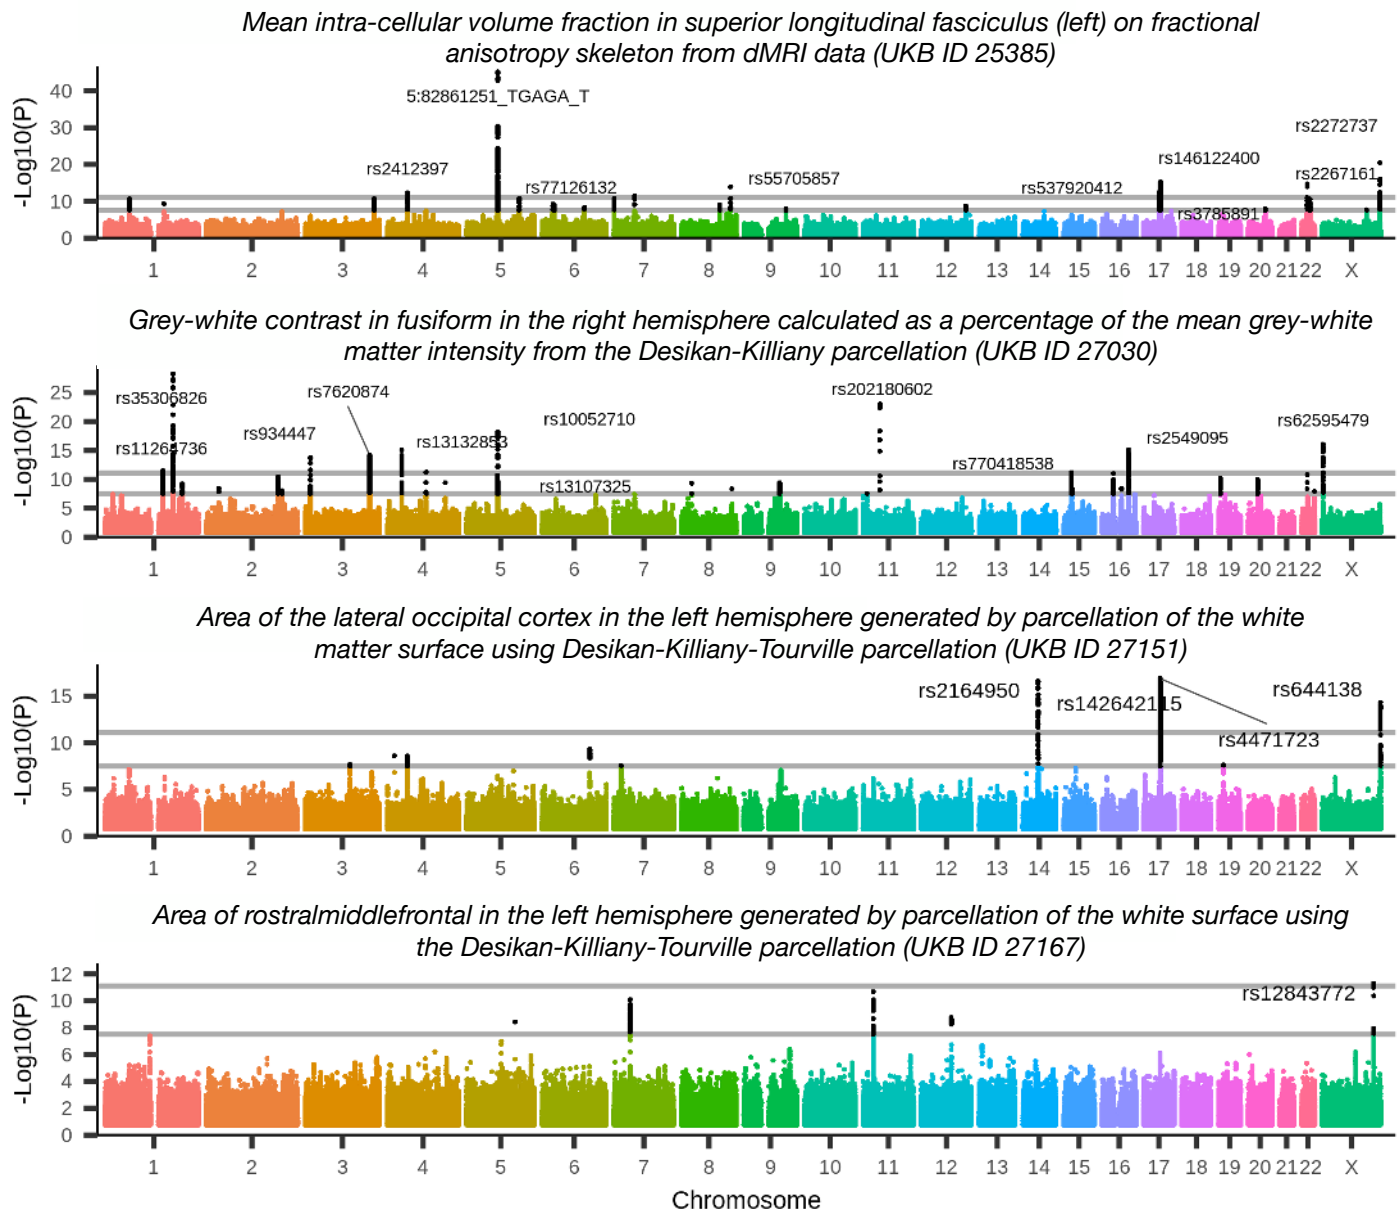 Mean intra-cellular volume fraction in superior longitudinal fasciculus (left) on fractional
anisotropy skeleton from dMRI data (UKB ID 25385)
-Log10(P)
40
30
20
10
0
5:82861251_TGAGA_T
rs2272737
rs2412397
rs146122400
rs77126132
rs55705857
rs537920412
rs2267161
rs3785891
1 2 3 4 5 6 7 8 9 10 11 12 13 14 15 16 17 18 19 20 21 22 X
Grey-white contrast in fusiform in the right hemisphere calculated as a percentage of the mean grey-white
matter intensity from the Desikan-Killiany parcellation (UKB ID 27030)
-Log10(P)
25
20
15
10
5
0
rs35306826
rs7620874
rs202180602
rs10052710
rs62595479
rs934447
rs13132853
rs2549095
rs11264736
rs770418538
rs13107325
1 2 3 4 5 6 7 8 9 10 11 12 13 14 15 16 17 18 19 20 21 22 X
Area of the lateral occipital cortex in the left hemisphere generated by parcellation of the white
matter surface using Desikan-Killiany-Tourville parcellation (UKB ID 27151)
-Log10(P)
15
10
5
0
rs2164950
rs142642115
rs644138
rs4471723
1 2 3 4 5 6 7 8 9 10 11 12 13 14 15 16 17 18 19 20 21 22 X
Area of rostralmiddlefrontal in the left hemisphere generated by parcellation of the white surface using
the Desikan-Killiany-Tourville parcellation (UKB ID 27167)
-Log10(P)
12
10
8
6
4
2
0
rs12843772
1 2 3 4 5 6 7 8 9 10 11 12 13 14 15 16 17 18 19 20 21 22 X
Chromosome